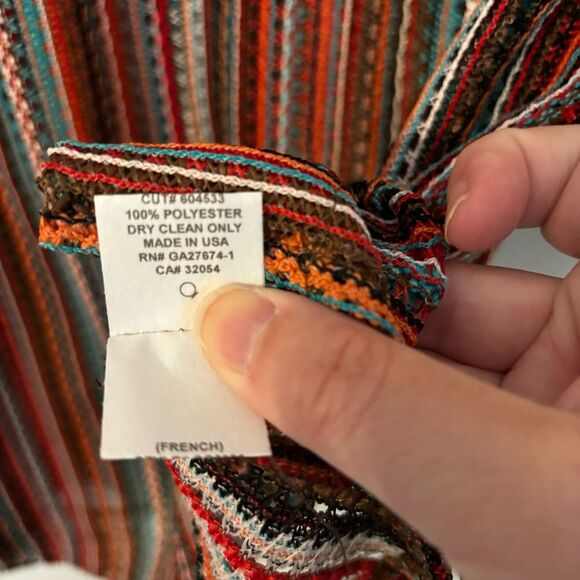 CUT# 604533
100% POLYESTER
DRY CLEAN ONLY
MADE IN USA
RN# GA27674-1
CA# 32054
(FRENCH)